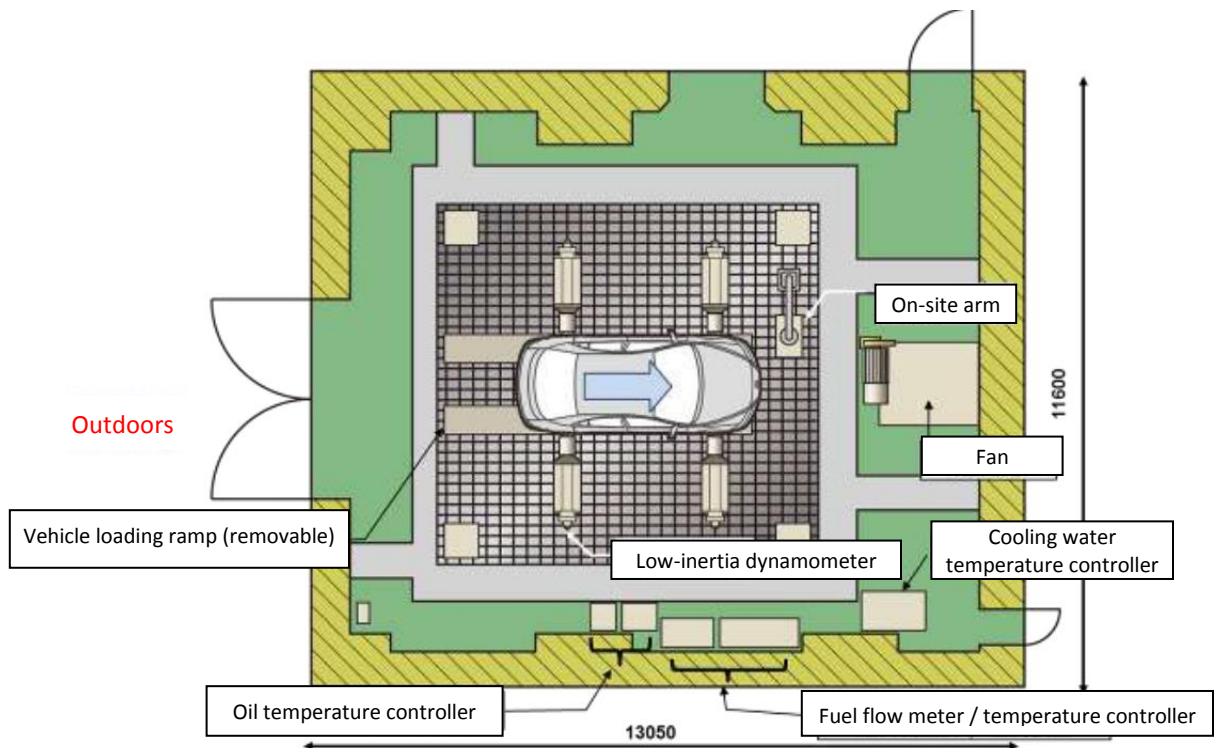 On-site arm
11600
Outdoors
Fan
Vehicle loading ramp (removable)
Low-inertia dynamometer
Cooling water
temperature controller
Oil temperature controller
Fuel flow meter / temperature controller
13050